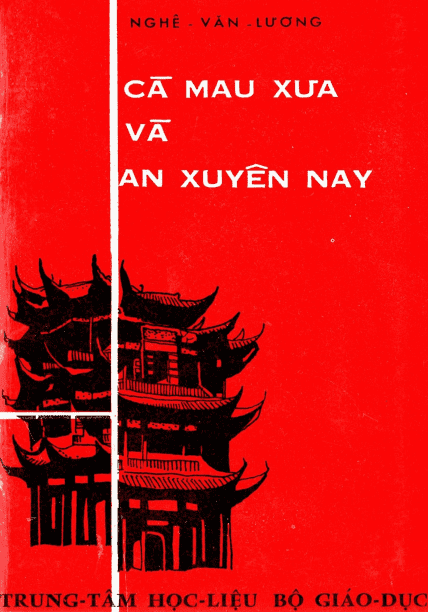 NGHÊ - VĂN - LƯƠNG
CÀ MAU XƯA
VÀ
AN XUYÊN NAY
TRUNG-TÂM HỌC-LIỆU BỘ GIÁO-DỤC